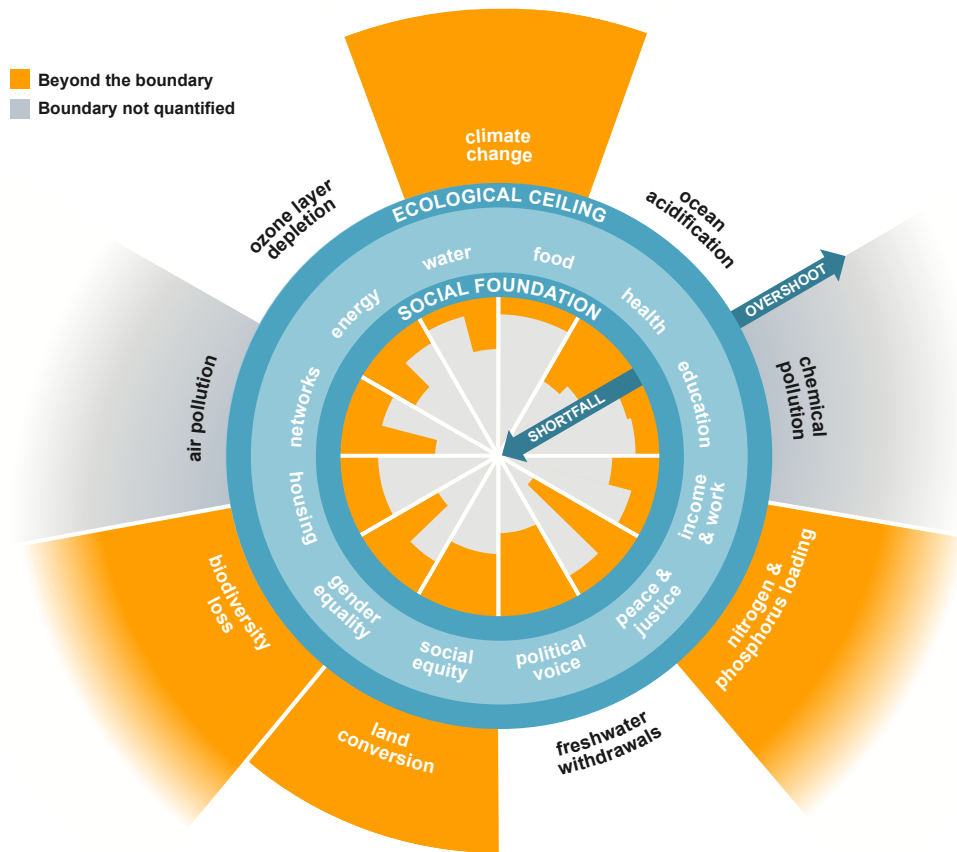 Beyond the boundary
Boundary not quantified
climate
change
ozone layer
depletion
ocean
acidification
ECOLOGICAL CEILING
water
food
energy
health
SOCIAL FOUNDATION
OVERSHOOT
air pollution
networks
education
chemical
pollution
SHORTFALL
housing
income
& work
biodiversity
loss
gender
equality
social
equity
political
voice
peace &
justice
nitrogen &
phosphorus loading
land
conversion
freshwater
withdrawals